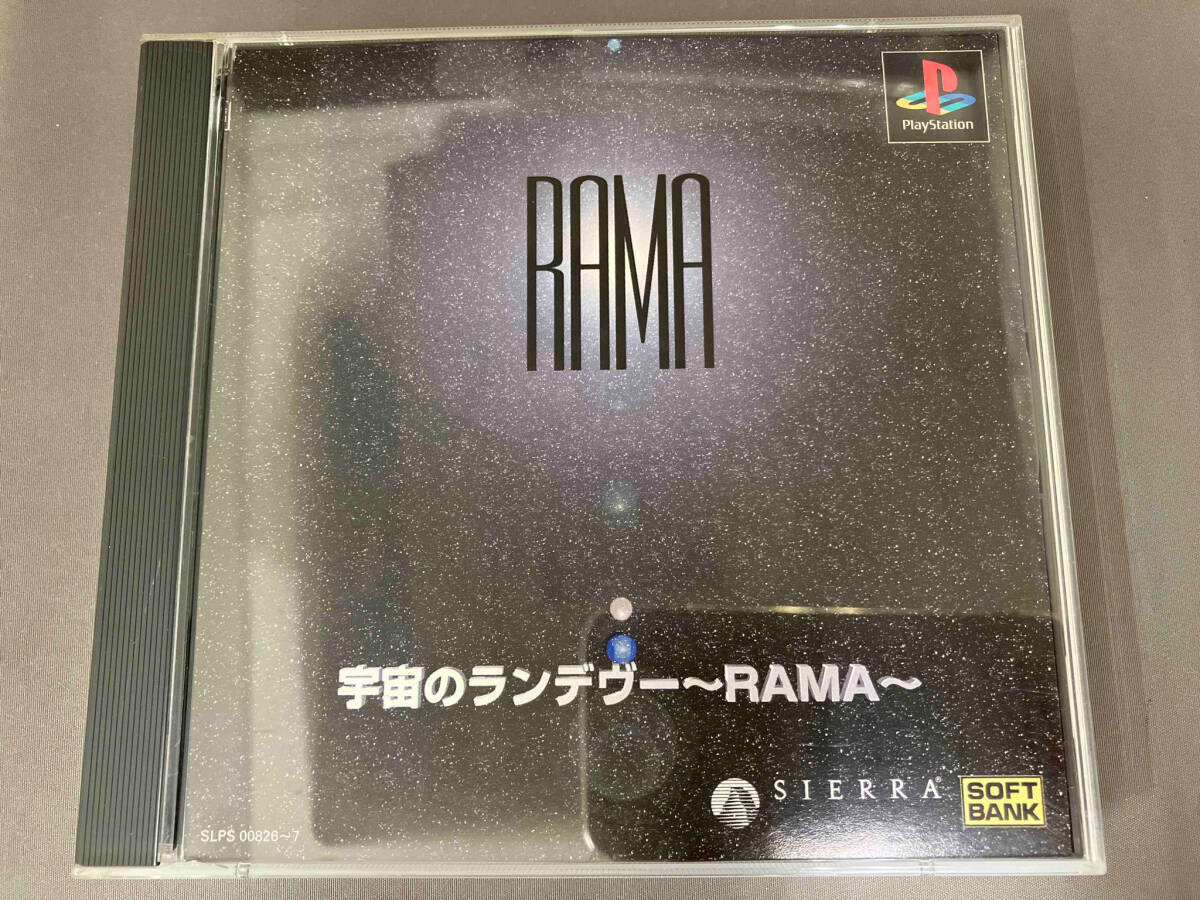 PlayStation
RAMA
宇宙のランデヴー～RAMA～
SIERRA®
SOFT
BANK
SLPS 00826～7